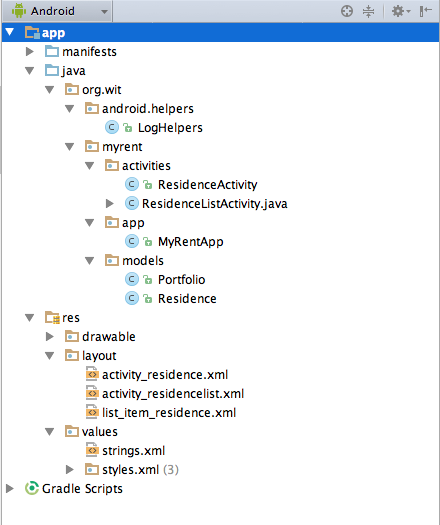 Android
app
manifests
java
org.wit
android.helpers
LogHelpers
myrent
activities
ResidenceActivity
ResidenceListActivity.java
app
MyRentApp
models
Portfolio
Residence
res
drawable
layout
activity_residence.xml
activity_residencelist.xml
list_item_residence.xml
values
strings.xml
styles.xml (3)
Gradle Scripts